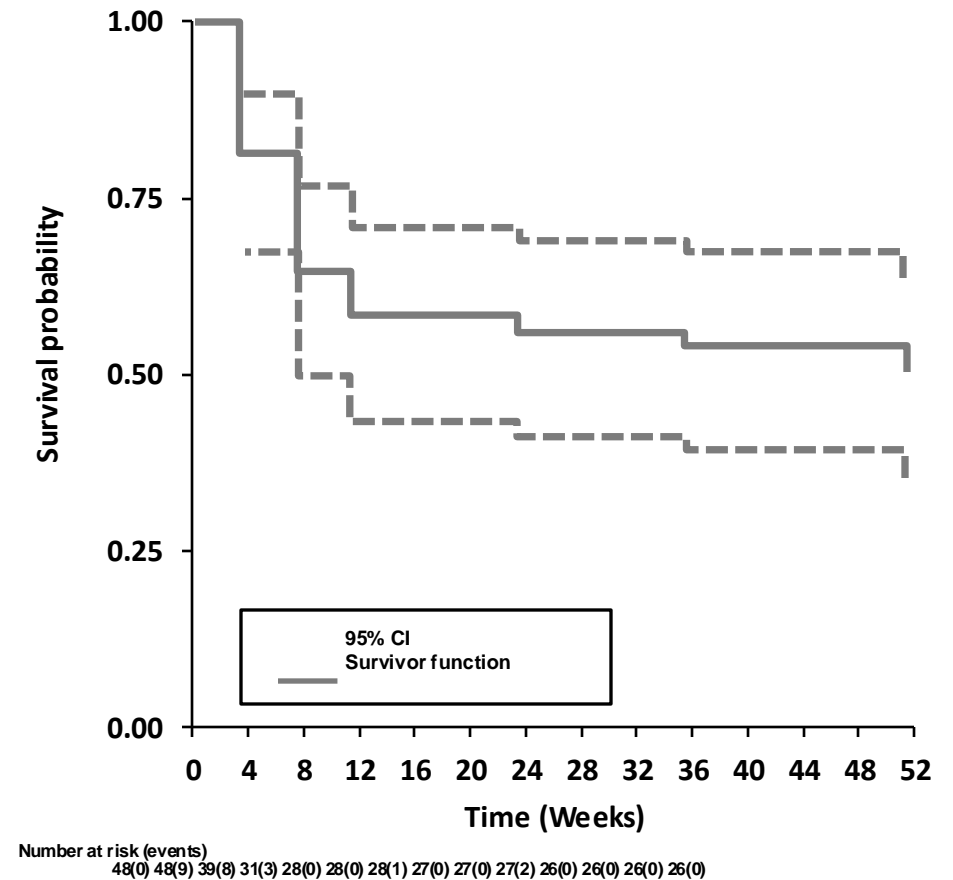 1.00
0.75
0.50
0.25
0.00
Survival probability
95% CI
Survivor function
0 4 8 12 16 20 24 28 32 36 40 44 48 52
Time (Weeks)
Number at risk (events)
48(0) 48(9) 39(8) 31(3) 28(0) 28(0) 28(1) 27(0) 27(0) 27(2) 26(0) 26(0) 26(0) 26(0)